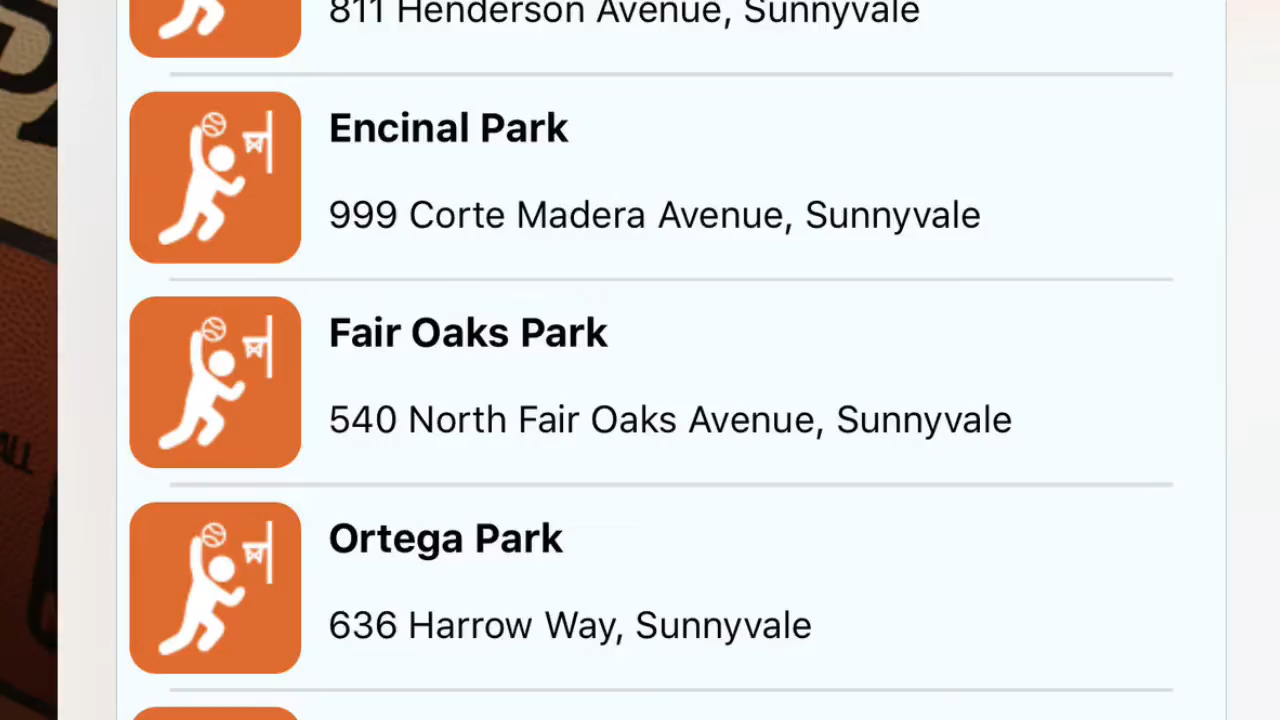 811 Henderson Avenue, Sunnyvale
Encinal Park
999 Corte Madera Avenue, Sunnyvale
Fair Oaks Park
540 North Fair Oaks Avenue, Sunnyvale
Ortega Park
636 Harrow Way, Sunnyvale